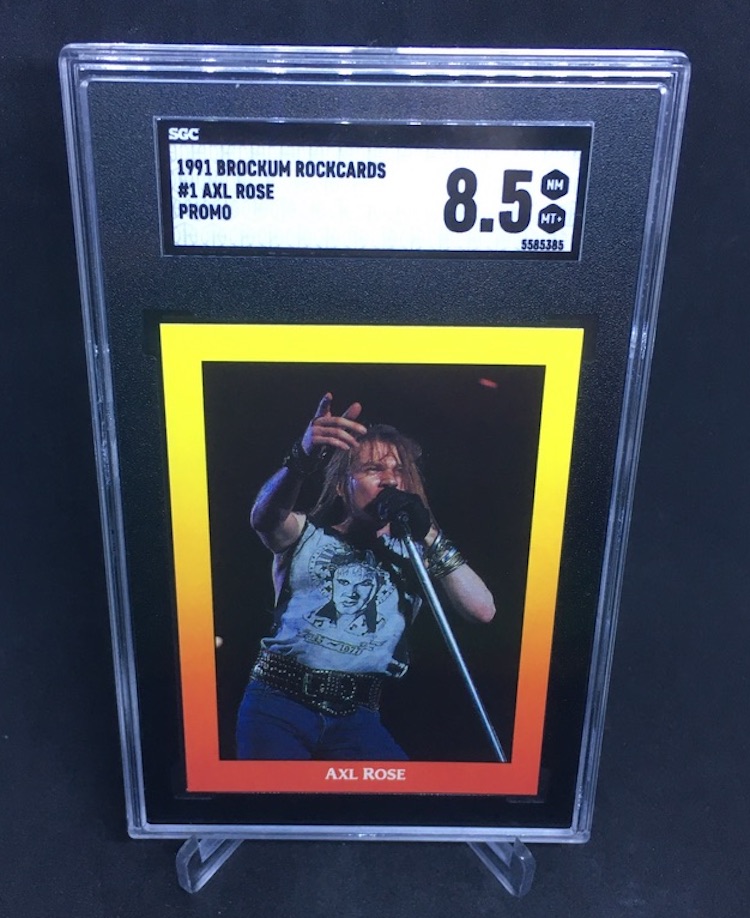 SGC
1991 BROCKUM ROCKCARDS
#1 AXL ROSE
PROMO
8.5
NM
MT+
5585385
AXL ROSE